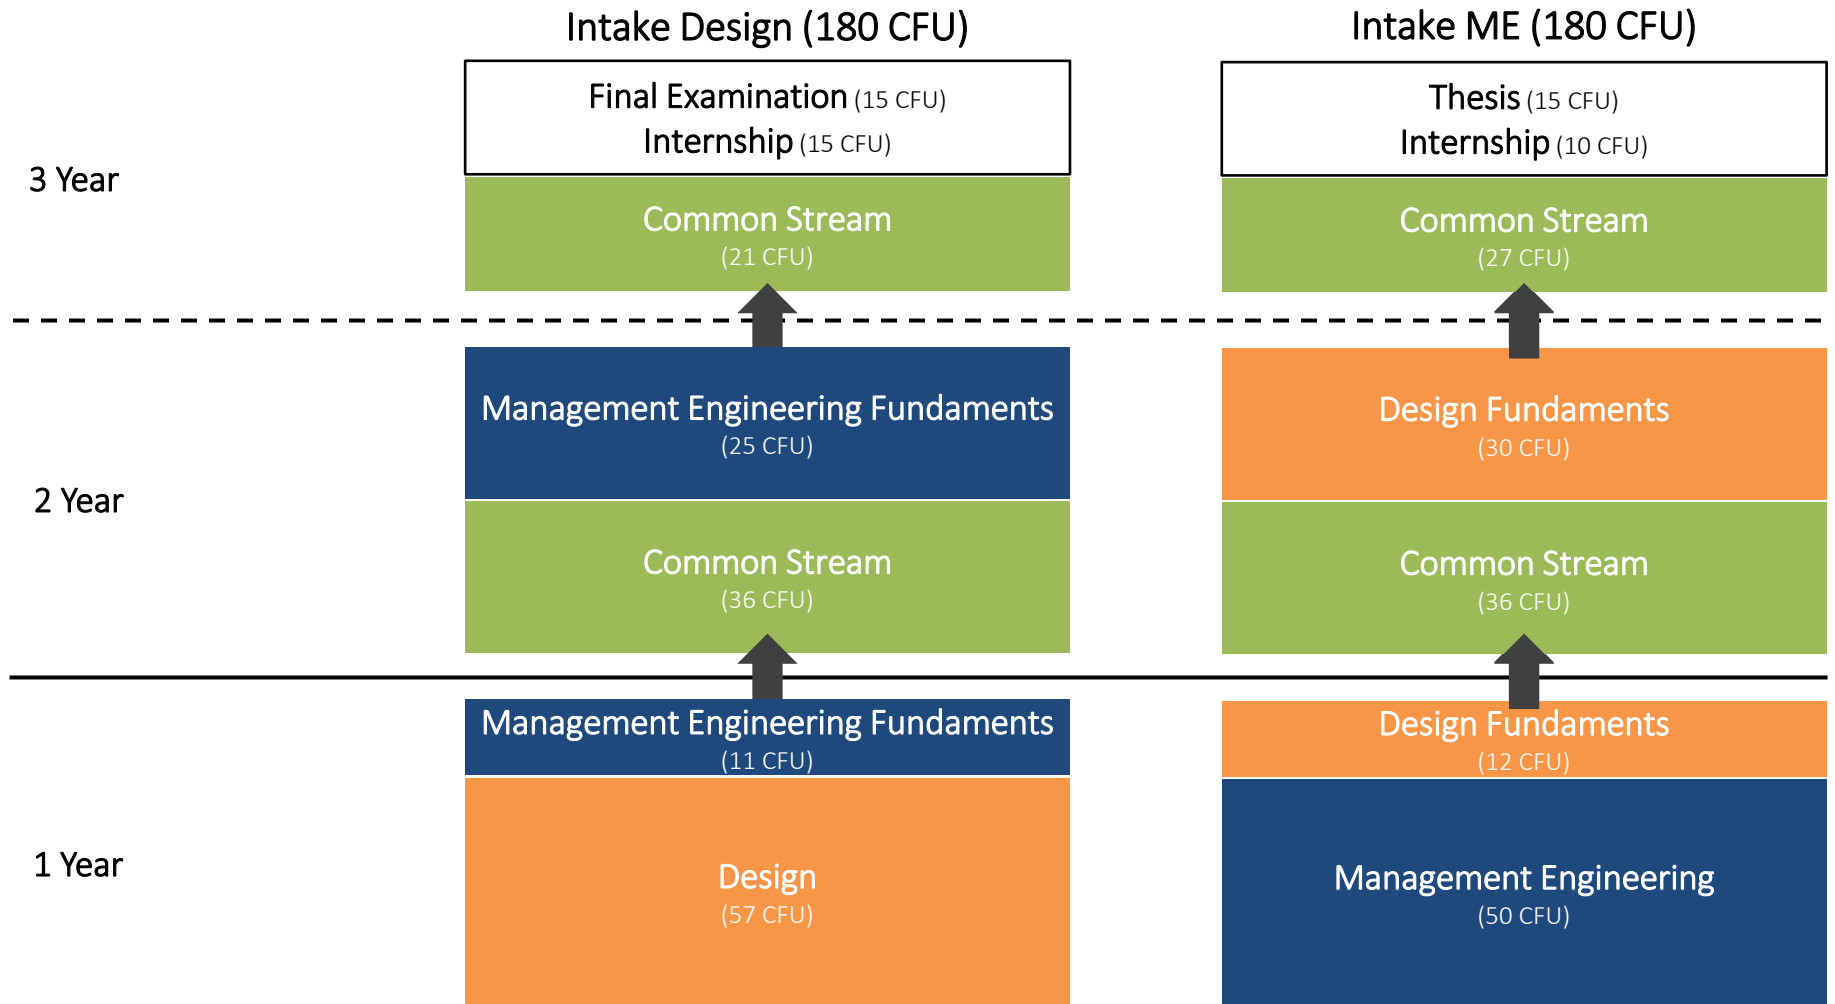 Intake Design (180 CFU)
Intake ME (180 CFU)
3 Year
Final Examination (15 CFU)
Internship (15 CFU)
Thesis (15 CFU)
Internship (10 CFU)
Common Stream
(21 CFU)
Common Stream
(27 CFU)
2 Year
Management Engineering Fundaments
(25 CFU)
Design Fundaments
(30 CFU)
Common Stream
(36 CFU)
Common Stream
(36 CFU)
1 Year
Management Engineering Fundaments
(11 CFU)
Design Fundaments
(12 CFU)
Design
(57 CFU)
Management Engineering
(50 CFU)